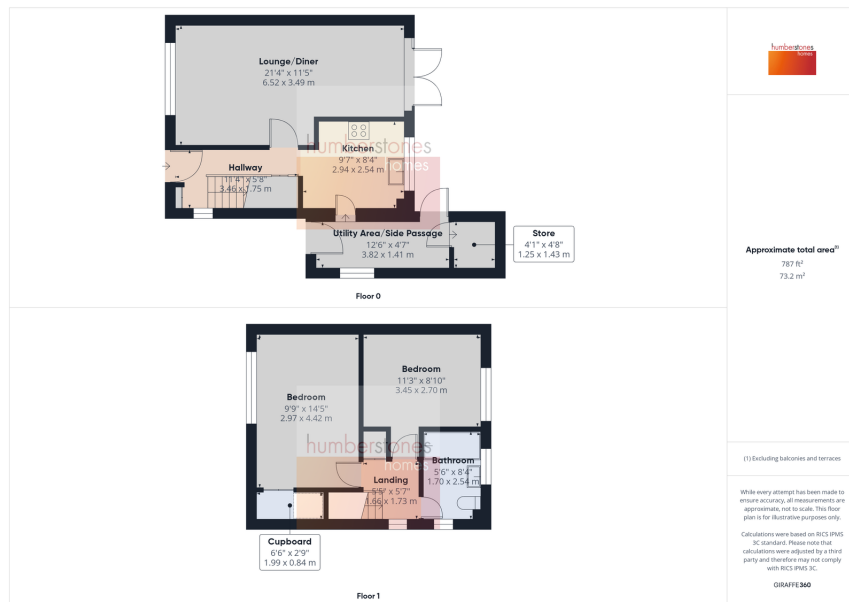 Lounge/Diner
21'4" x 11'5"
6.52 x 3.49 m
Kitchen
9'7" x 8'4"
2.94 x 2.54 m
Hallway
11'4" x 5'8"
3.46 x 1.75 m
Utility Area/Side Passage
12'6" x 4'7"
3.82 x 1.41 m
Store
4'1" x 4'8"
1.25 x 1.43 m
humberstones
homes
Floor 0
Bedroom
9'9" x 14'5"
2.97 x 4.42 m
Bedroom
11'3" x 8'10"
3.45 x 2.70 m
Bathroom
5'6" x 8'4"
1.70 x 2.54 m
Landing
5'5" x 5'7"
1.66 x 1.73 m
Cupboard
6'6" x 2'9"
1.99 x 0.84 m
humberstones
homes
Floor 1
humberstones
homes
Approximate total area⁽¹⁾
787 ft²
73.2 m²
(1) Excluding balconies and terraces
While every attempt has been made to
ensure accuracy, all measurements are
approximate, not to scale. This floor
plan is for illustrative purposes only.
Calculations were based on RICS IPMS
3C standard. Please note that
calculations were adjusted by a third
party and therefore may not comply
with RICS IPMS 3C.
GIRAFFE360